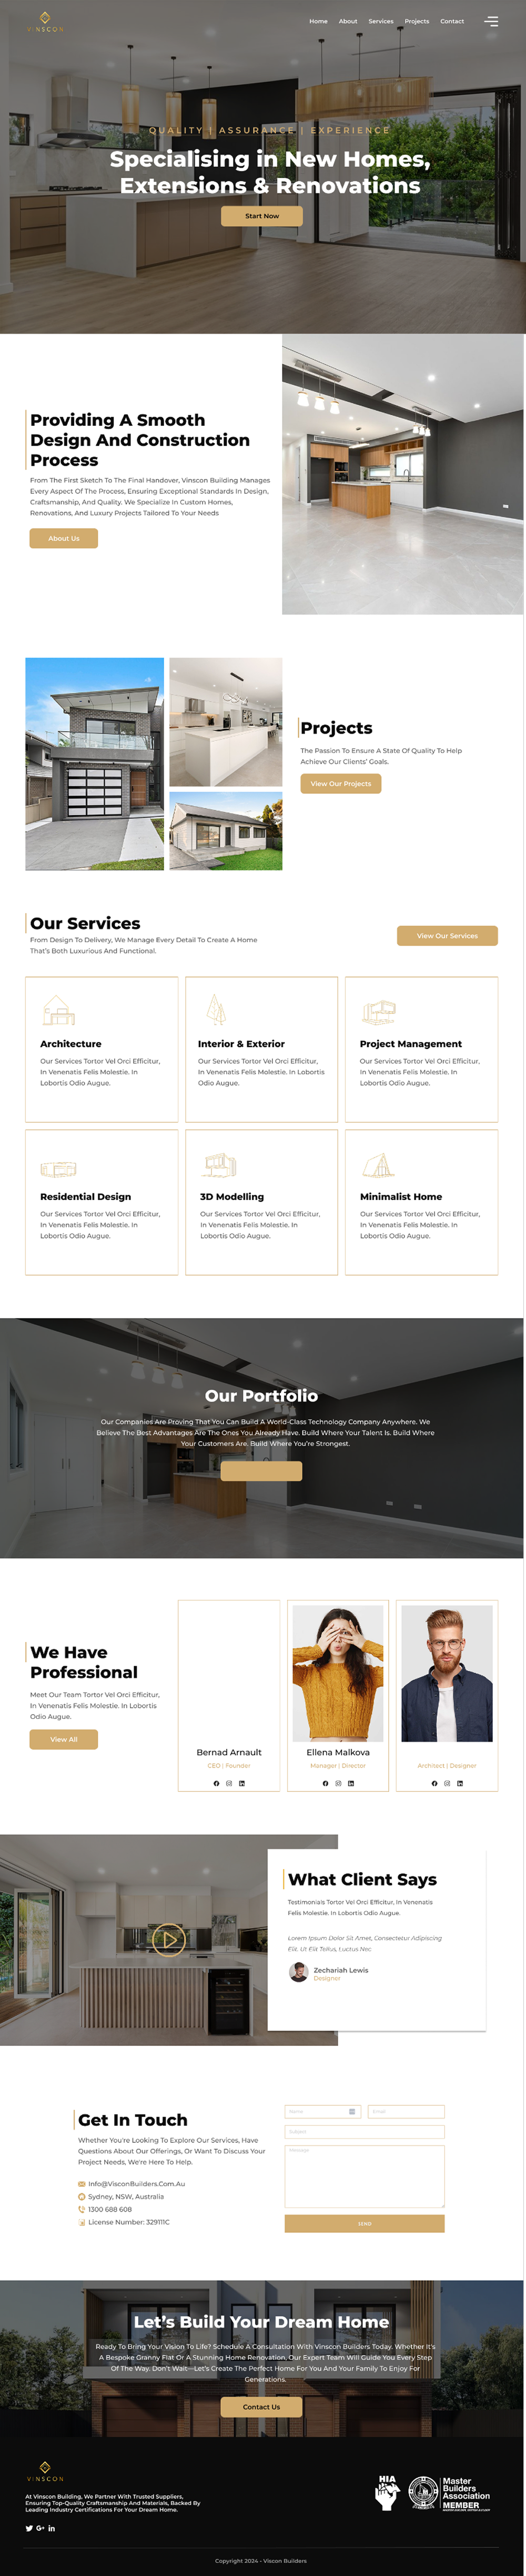 VINSCON
Home About Services Projects Contact
QUALITY | ASSURANCE | EXPERIENCE
Specialising in New Homes,
Extensions & Renovations
Start Now
Providing A Smooth
Design And Construction
Process
From The First Sketch To The Final Handover, Vinscon Building Manages
Every Aspect Of The Process, Ensuring Exceptional Standards In Design,
Craftsmanship, And Quality. We Specialize In Custom Homes,
Renovations, And Luxury Projects Tailored To Your Needs
About Us
Projects
The Passion To Ensure A State Of Quality To Help
Achieve Our Clients' Goals.
View Our Projects
Our Services
From Design To Delivery, We Manage Every Detail To Create A Home
That's Both Luxurious And Functional.
View Our Services
Architecture
Our Services Tortor Vel Orci Efficitur,
In Venenatis Felis Molestie. In
Lobortis Odio Augue.
Interior & Exterior
Our Services Tortor Vel Orci Efficitur,
In Venenatis Felis Molestie. In Lobortis
Odio Augue.
Project Management
Our Services Tortor Vel Orci Efficitur,
In Venenatis Felis Molestie. In
Lobortis Odio Augue.
Residential Design
Our Services Tortor Vel Orci Efficitur,
In Venenatis Felis Molestie. In
Lobortis Odio Augue.
3D Modelling
Our Services Tortor Vel Orci Efficitur,
In Venenatis Felis Molestie. In
Lobortis Odio Augue.
Minimalist Home
Our Services Tortor Vel Orci Efficitur,
In Venenatis Felis Molestie. In
Lobortis Odio Augue.
Our Portfolio
Our Companies Are Proving That You Can Build A World-Class Technology Company Anywhere. We
Believe The Best Advantages Are The Ones You Already Have. Build Where Your Talent Is. Build Where
Your Customers Are. Build Where You're Strongest.
We Have
Professional
Meet Our Team Tortor Vel Orci Efficitur,
In Venenatis Felis Molestie. In Lobortis
Odio Augue.
View All
Bernad Arnault
CEO | Founder
Ellena Malkova
Manager | Director
Architect | Designer
What Client Says
Testimonials Tortor Vel Orci Efficitur, In Venenatis
Felis Molestie. In Lobortis Odio Augue.
Lorem Ipsum Dolor Sit Amet, Consectetur Adipiscing
Elit. Ut Elit Tellus, Luctus Nec
Zechariah Lewis
Designer
Get In Touch
Whether You're Looking To Explore Our Services, Have
Questions About Our Offerings, Or Want To Discuss Your
Project Needs, We're Here To Help.
Info@VisconBuilders.Com.Au
Sydney, NSW, Australia
1300 688 608
License Number: 329111C
Name
Email
Subject
Message
SEND
Let's Build Your Dream Home
Ready To Bring Your Vision To Life? Schedule A Consultation With Vinscon Builders Today. Whether It's
A Bespoke Granny Flat Or A Stunning Home Renovation, Our Expert Team Will Guide You Every Step
Of The Way. Don't Wait—Let's Create The Perfect Home For You And Your Family To Enjoy For
Generations.
Contact Us
VINSCON
At Vinscon Building, We Partner With Trusted Suppliers,
Ensuring Top-Quality Craftsmanship And Materials, Backed By
Leading Industry Certifications For Your Dream Home.
HIA
Master
Builders
Association
MEMBER
Copyright 2024 - Viscon Builders